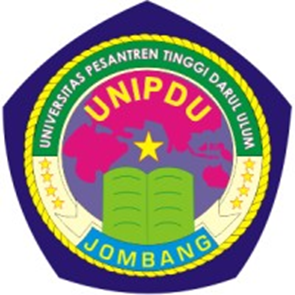 UNIVERSITAS PESANTREN TINGGI DARUL ULUM
UNIPDU
JOMBANG